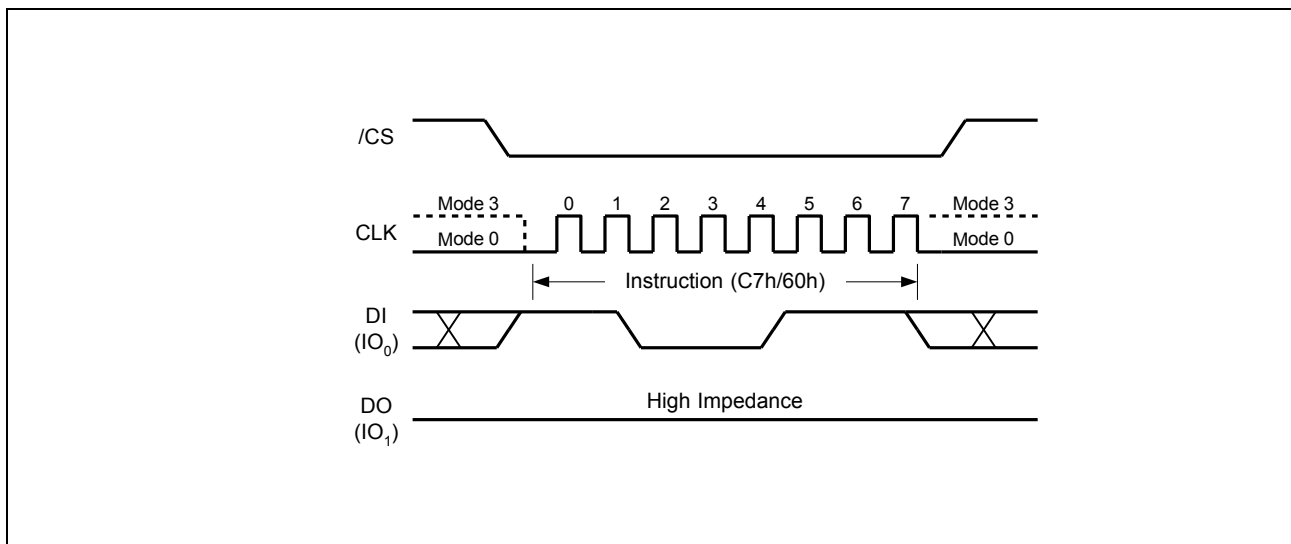 /CS
Mode 3 0 1 2 3 4 5 6 7 Mode 3
CLK
Mode 0 Mode 0
Instruction (C7h/60h)
DI
(IO₀)
High Impedance
DO
(IO₁)